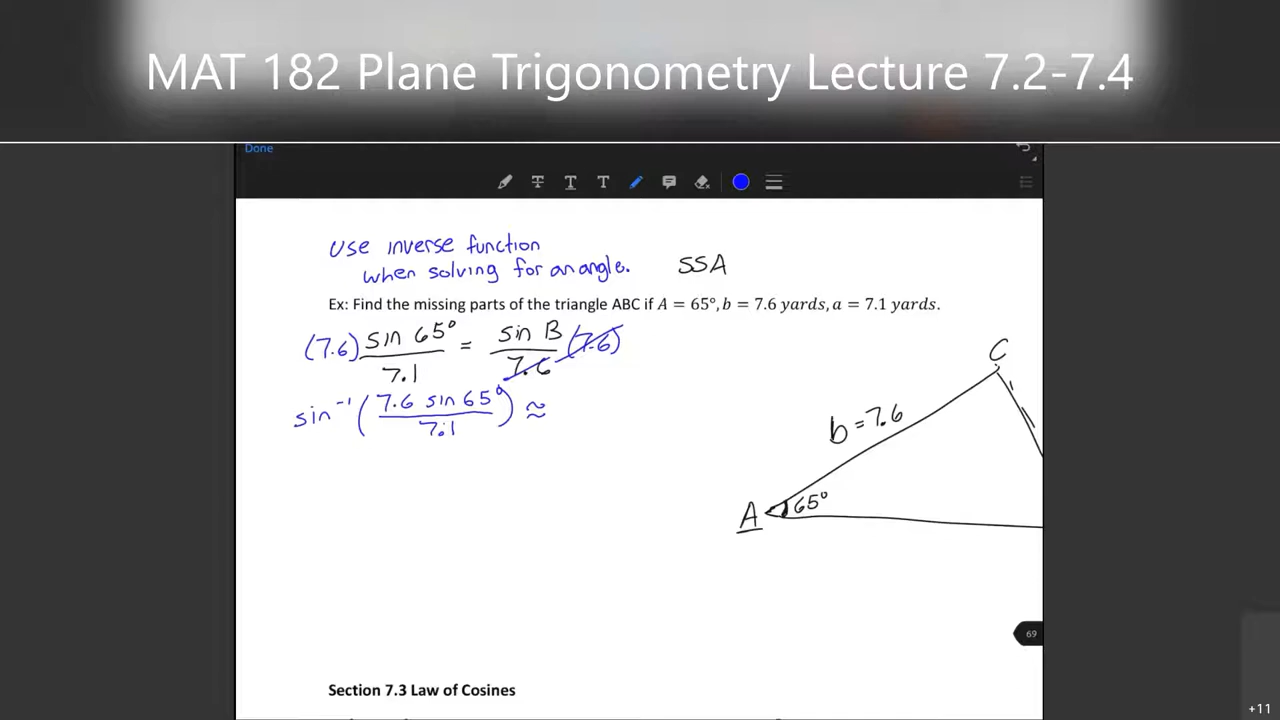 MAT 182 Plane Trigonometry Lecture 7.2-7.4
Done
Use inverse function
when solving for an angle.
SSA
Ex: Find the missing parts of the triangle ABC if A = 65°, b = 7.6 yards, a = 7.1 yards.
(7.6) sin 65° / 7.1 = sin B / 7.6 (7.6)
sin⁻¹ ( 7.6 sin 65° / 7.1 ) ≈
C
b = 7.6
A 65°
69
Section 7.3 Law of Cosines
+11